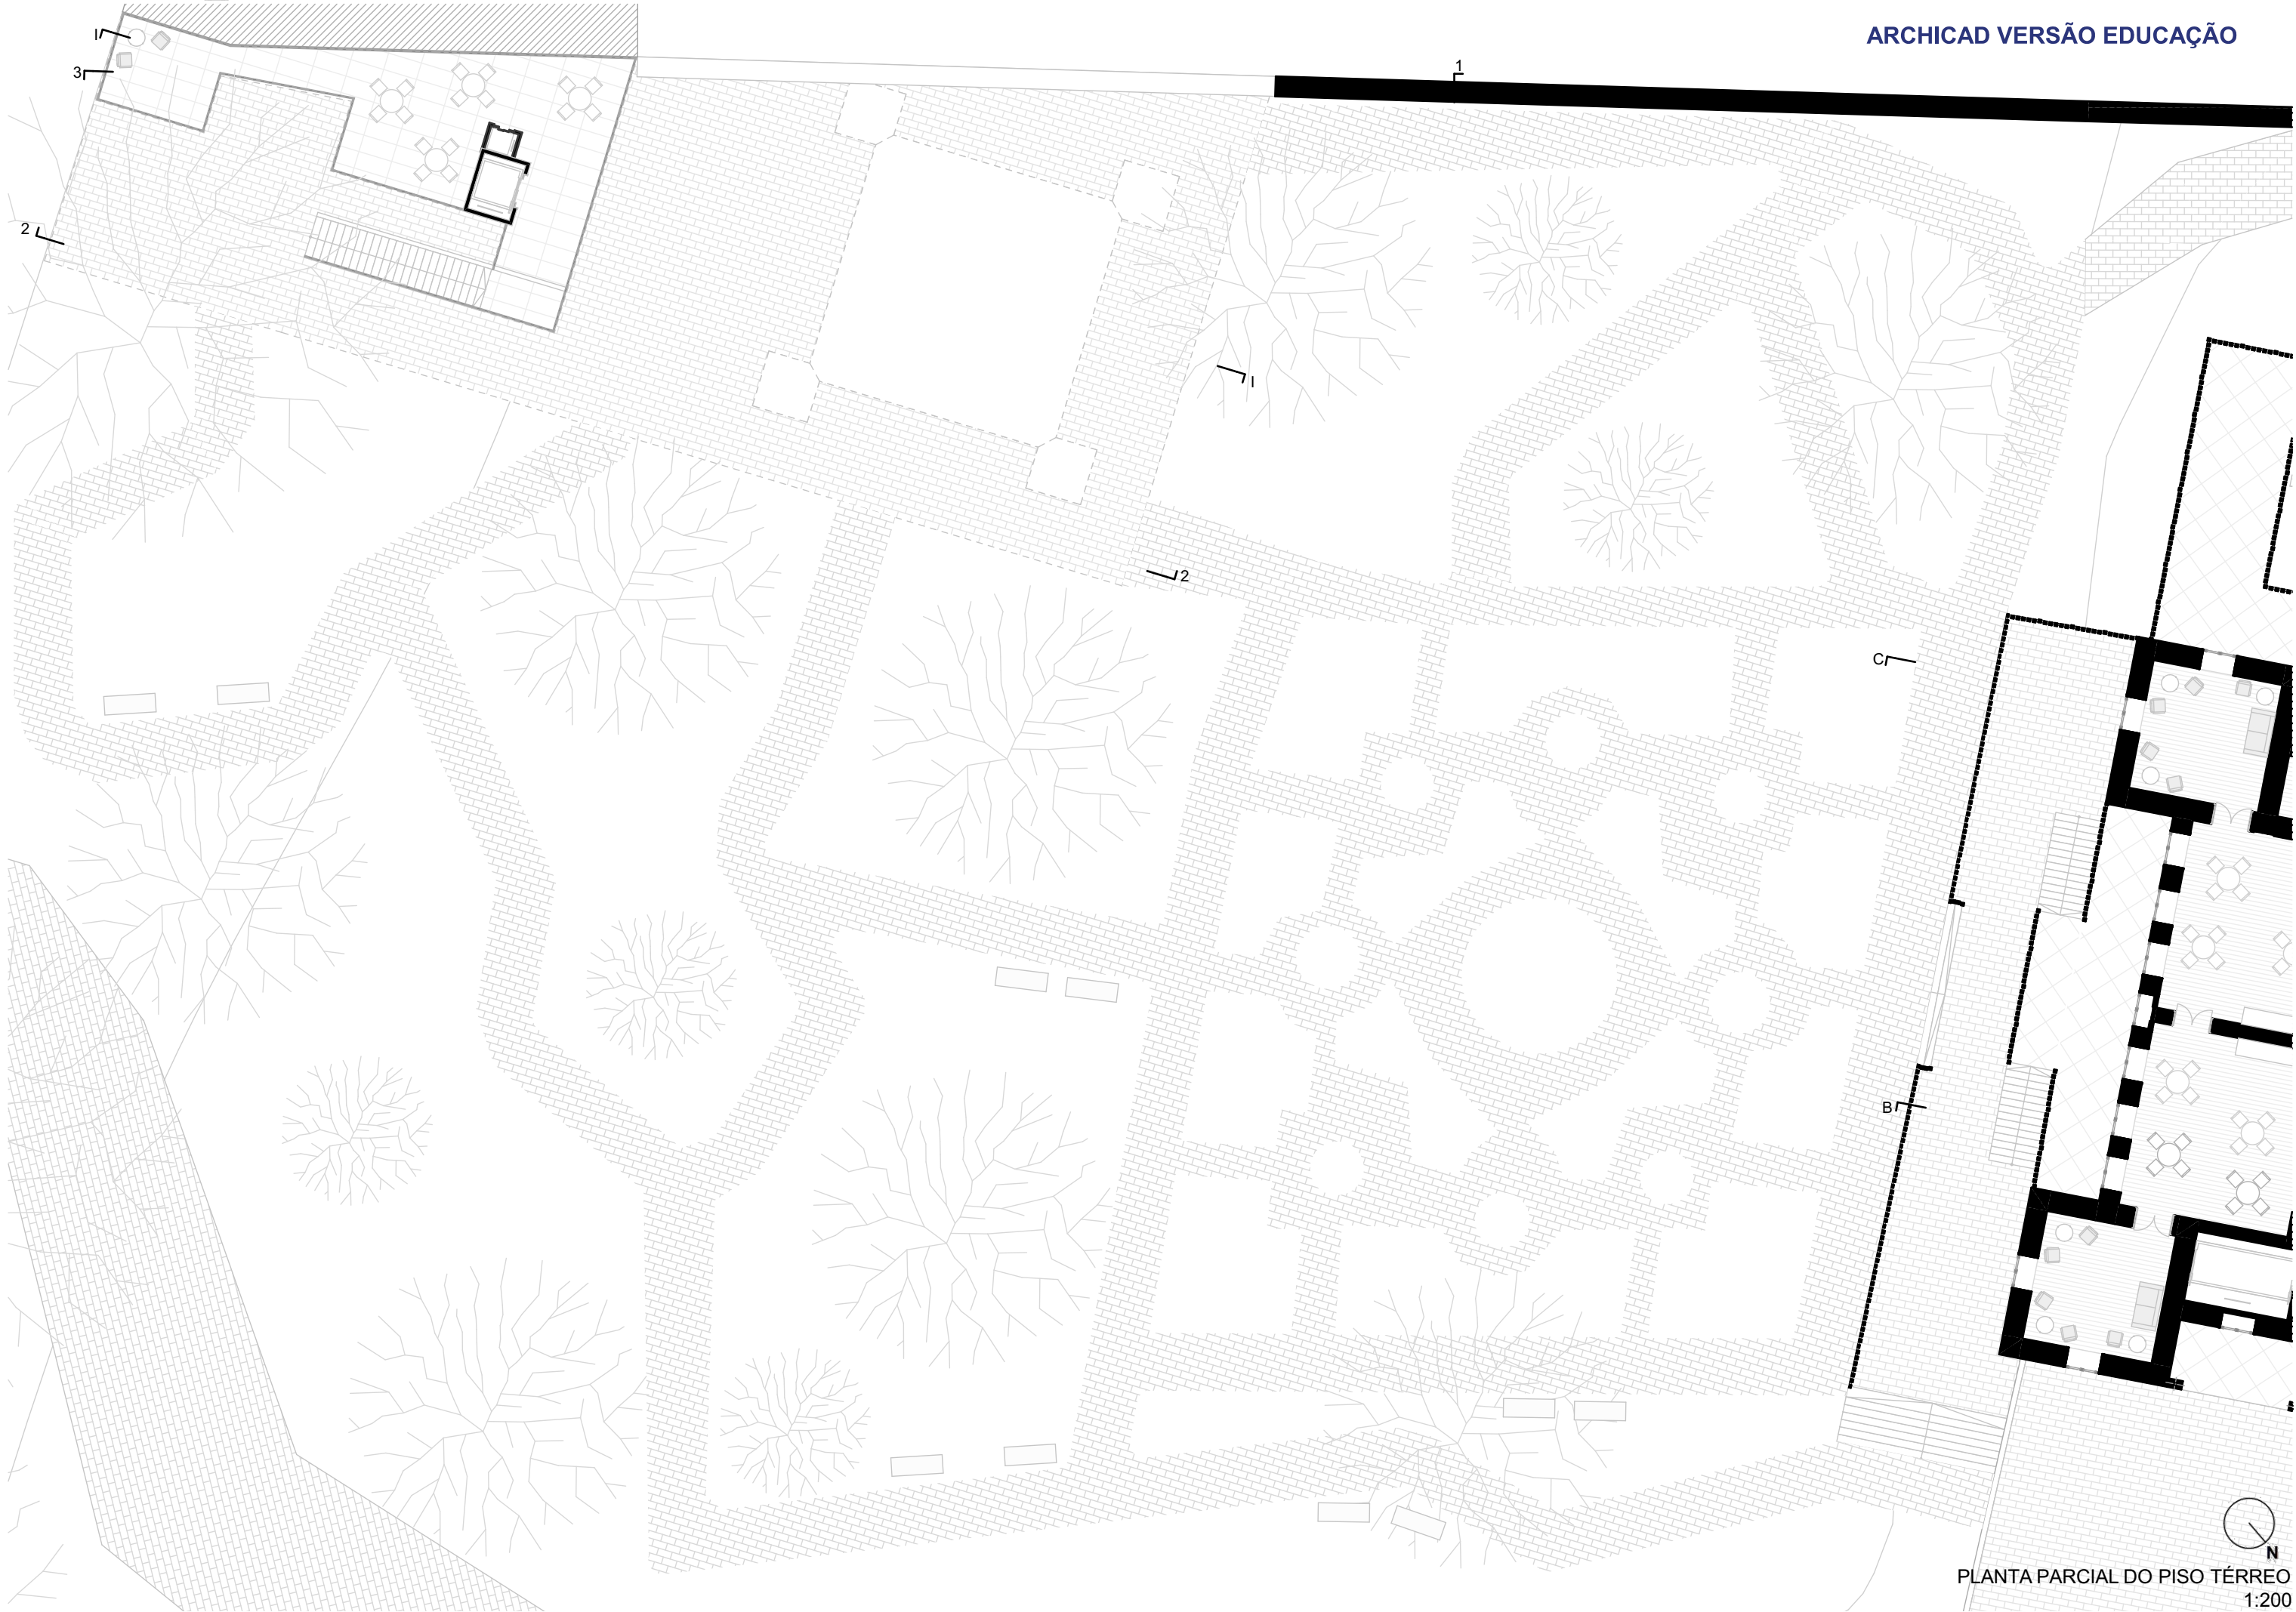 ARCHICAD VERSÃO EDUCAÇÃO
I
3
1
2
I
2
C
B
N
PLANTA PARCIAL DO PISO TÉRREO
1:200